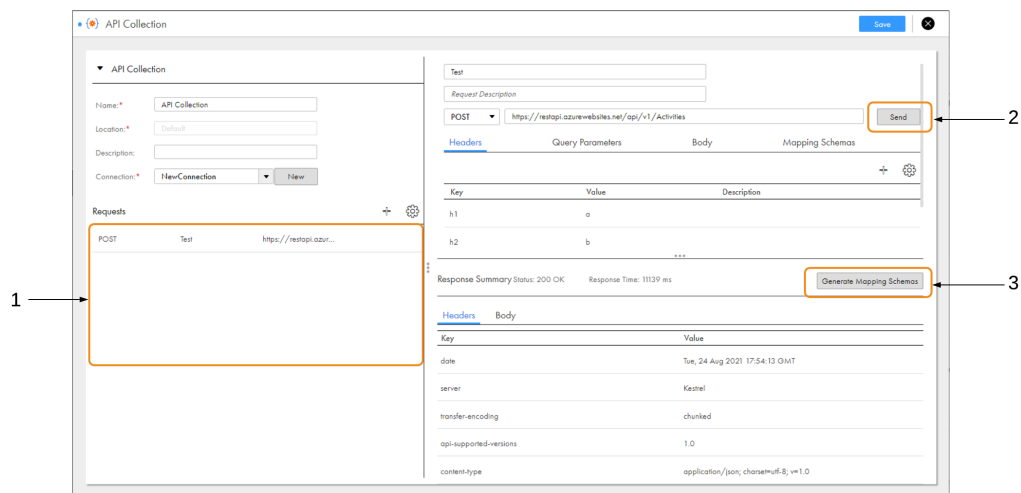 API Collection
Save
API Collection
Name:* API Collection
Location:* Default
Description:
Connection:* NewConnection New
Requests
POST Test https://restapi.azur...
1
Test
Request Description
POST https://restapi.azurewebsites.net/api/v1/Activities Send
2
Headers Query Parameters Body Mapping Schemas
Key Value Description
h1 a
h2 b
Response Summary Status: 200 OK Response Time: 11139 ms Generate Mapping Schemas
3
Headers Body
Key Value
date Tue, 24 Aug 2021 17:54:13 GMT
server Kestrel
transfer-encoding chunked
api-supported-versions 1.0
content-type application/json; charset=utf-8; v=1.0